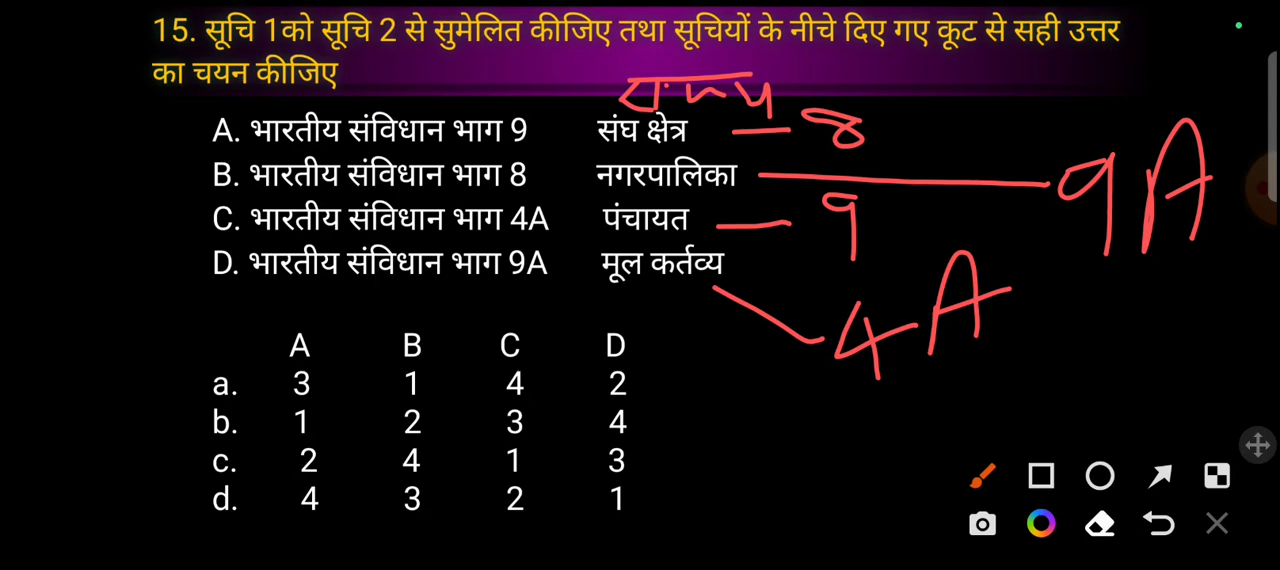 15. सूचि 1को सूचि 2 से सुमेलित कीजिए तथा सूचियों के नीचे दिए गए कूट से सही उत्तर
का चयन कीजिए
राज्य
A. भारतीय संविधान भाग 9 संघ क्षेत्र — 8
B. भारतीय संविधान भाग 8 नगरपालिका — 9A
C. भारतीय संविधान भाग 4A पंचायत — 9
D. भारतीय संविधान भाग 9A मूल कर्तव्य
4A
A B C D
a. 3 1 4 2
b. 1 2 3 4
c. 2 4 1 3
d. 4 3 2 1